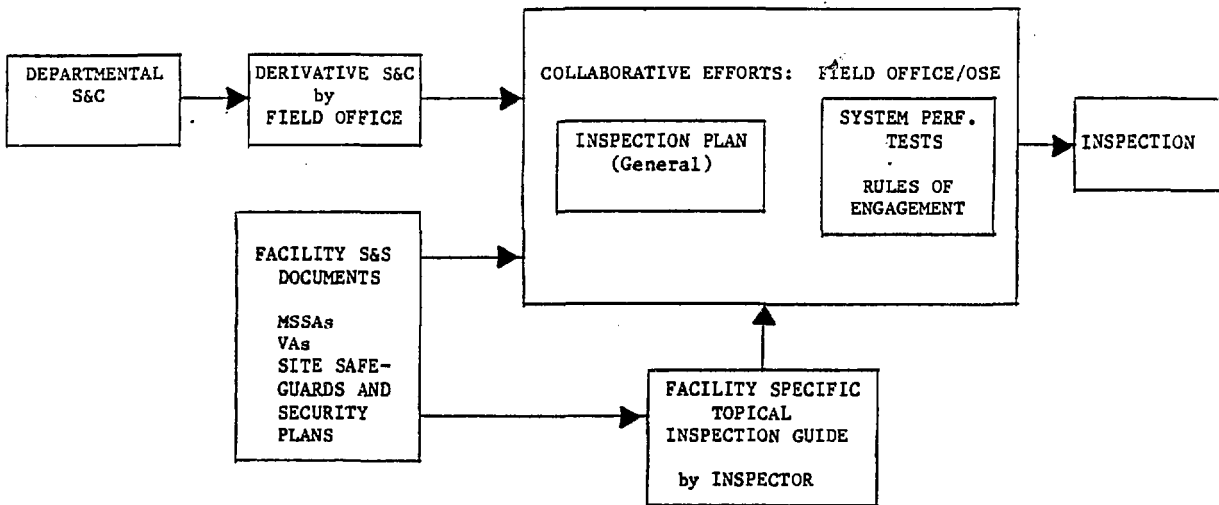 DEPARTMENTAL
S&C
DERIVATIVE S&C
by
FIELD OFFICE
COLLABORATIVE EFFORTS: FIELD OFFICE/OSE
INSPECTION PLAN
(General)
SYSTEM PERF.
TESTS
RULES OF
ENGAGEMENT
INSPECTION
FACILITY S&S
DOCUMENTS
MSSAs
VAs
SITE SAFE-
GUARDS AND
SECURITY
PLANS
FACILITY SPECIFIC
TOPICAL
INSPECTION GUIDE
by INSPECTOR